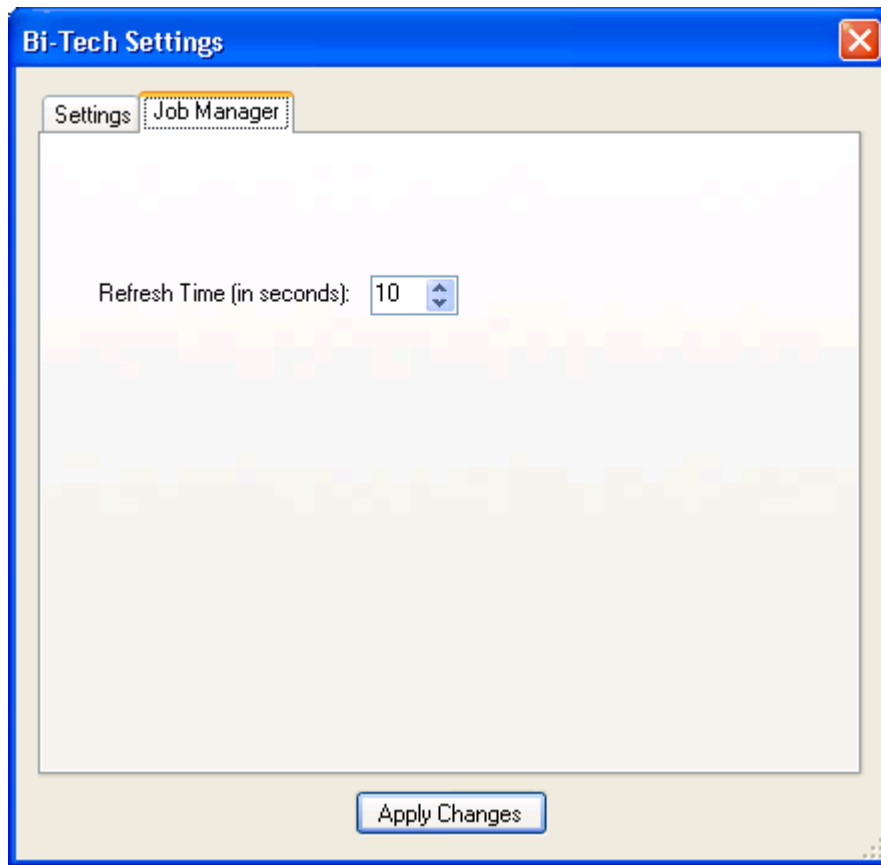 Bi-Tech Settings
Settings
Job Manager
Refresh Time (in seconds):
10
Apply Changes